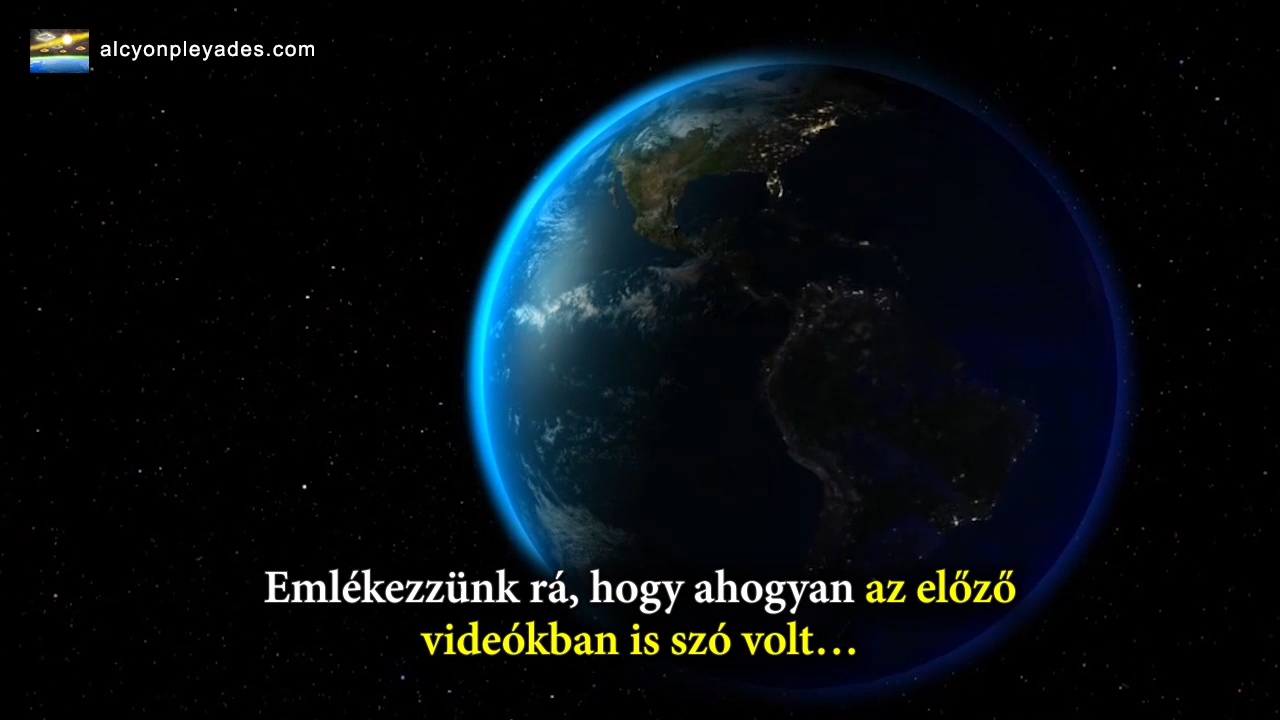 alcyonpleyades.com
Emlékezzünk rá, hogy ahogyan az előző
videókban is szó volt…